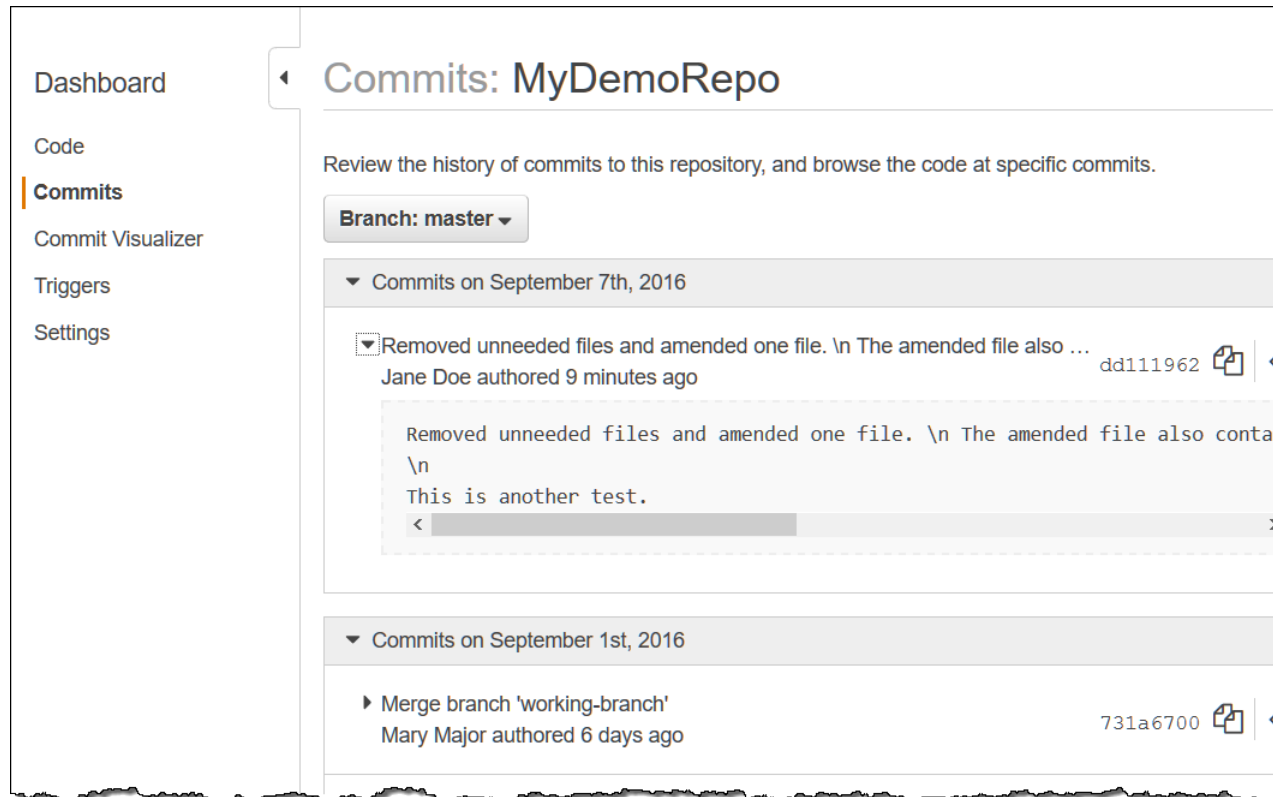 Dashboard
Code
Commits
Commit Visualizer
Triggers
Settings
Commits: MyDemoRepo
Review the history of commits to this repository, and browse the code at specific commits.
Branch: master
Commits on September 7th, 2016
Removed unneeded files and amended one file. \n The amended file also …
dd111962
Jane Doe authored 9 minutes ago
Removed unneeded files and amended one file. \n The amended file also conta
\n
This is another test.
Commits on September 1st, 2016
Merge branch 'working-branch'
731a6700
Mary Major authored 6 days ago